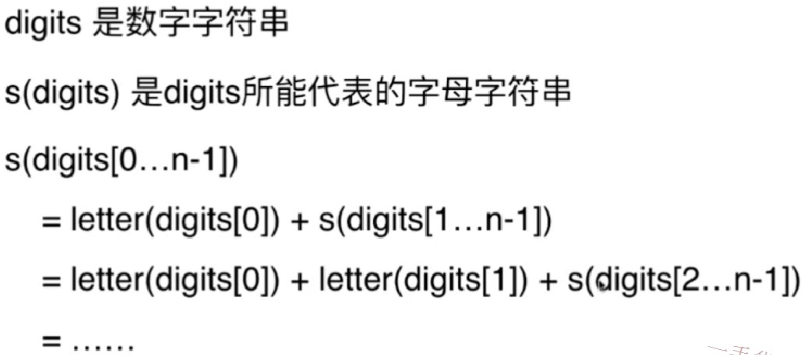 digits 是数字字符串
s(digits) 是digits所能代表的字母字符串
s(digits[0...n-1])
= letter(digits[0]) + s(digits[1...n-1])
= letter(digits[0]) + letter(digits[1]) + s(digits[2...n-1])
= ......